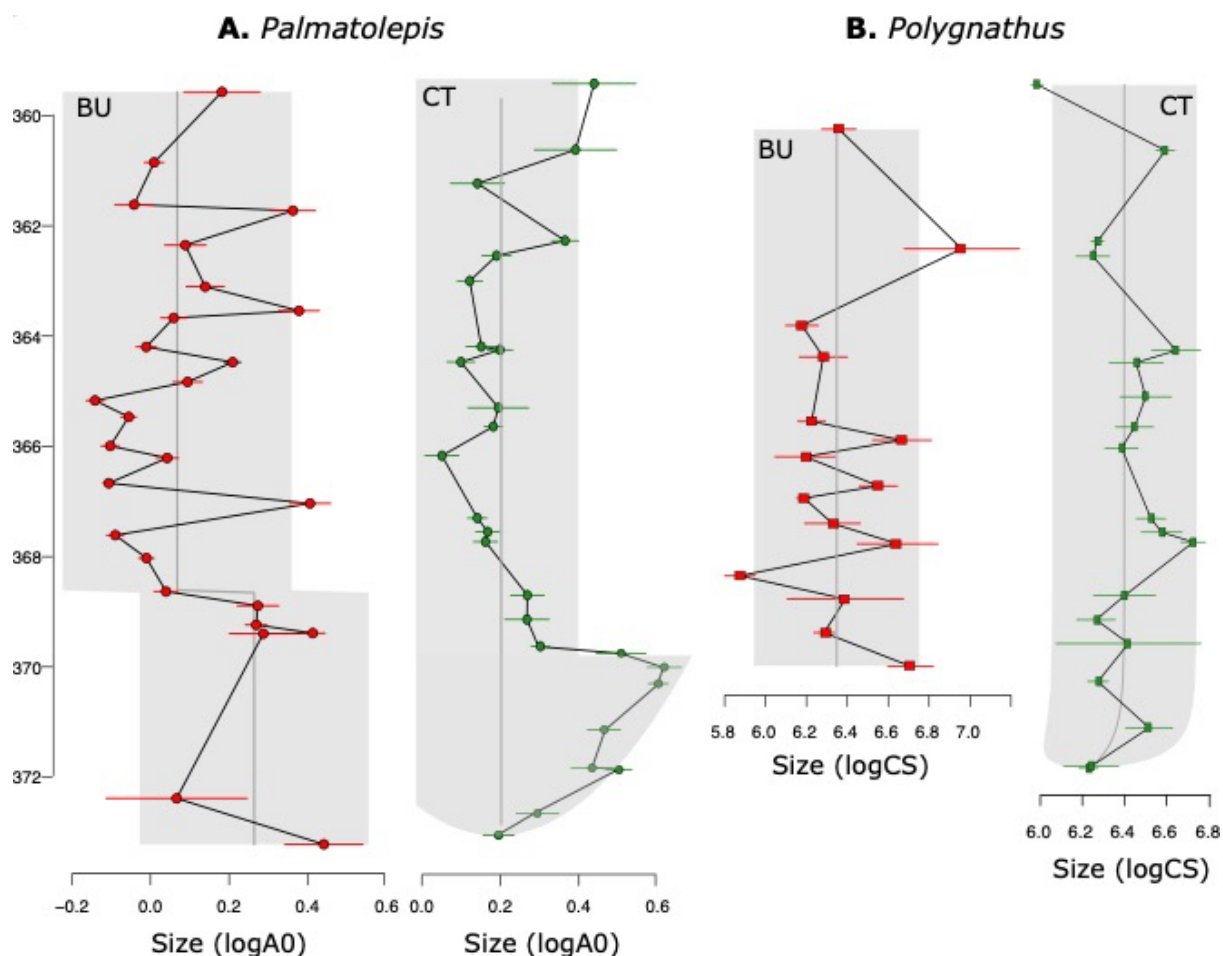 A. Palmatolepis
B. Polygnathus
BU
CT
BU
CT
360
362
364
366
368
370
372
−0.2 0.0 0.2 0.4 0.6
Size (logA0)
0.0 0.2 0.4 0.6
Size (logA0)
5.8 6.0 6.2 6.4 6.6 6.8 7.0
Size (logCS)
6.0 6.2 6.4 6.6 6.8
Size (logCS)